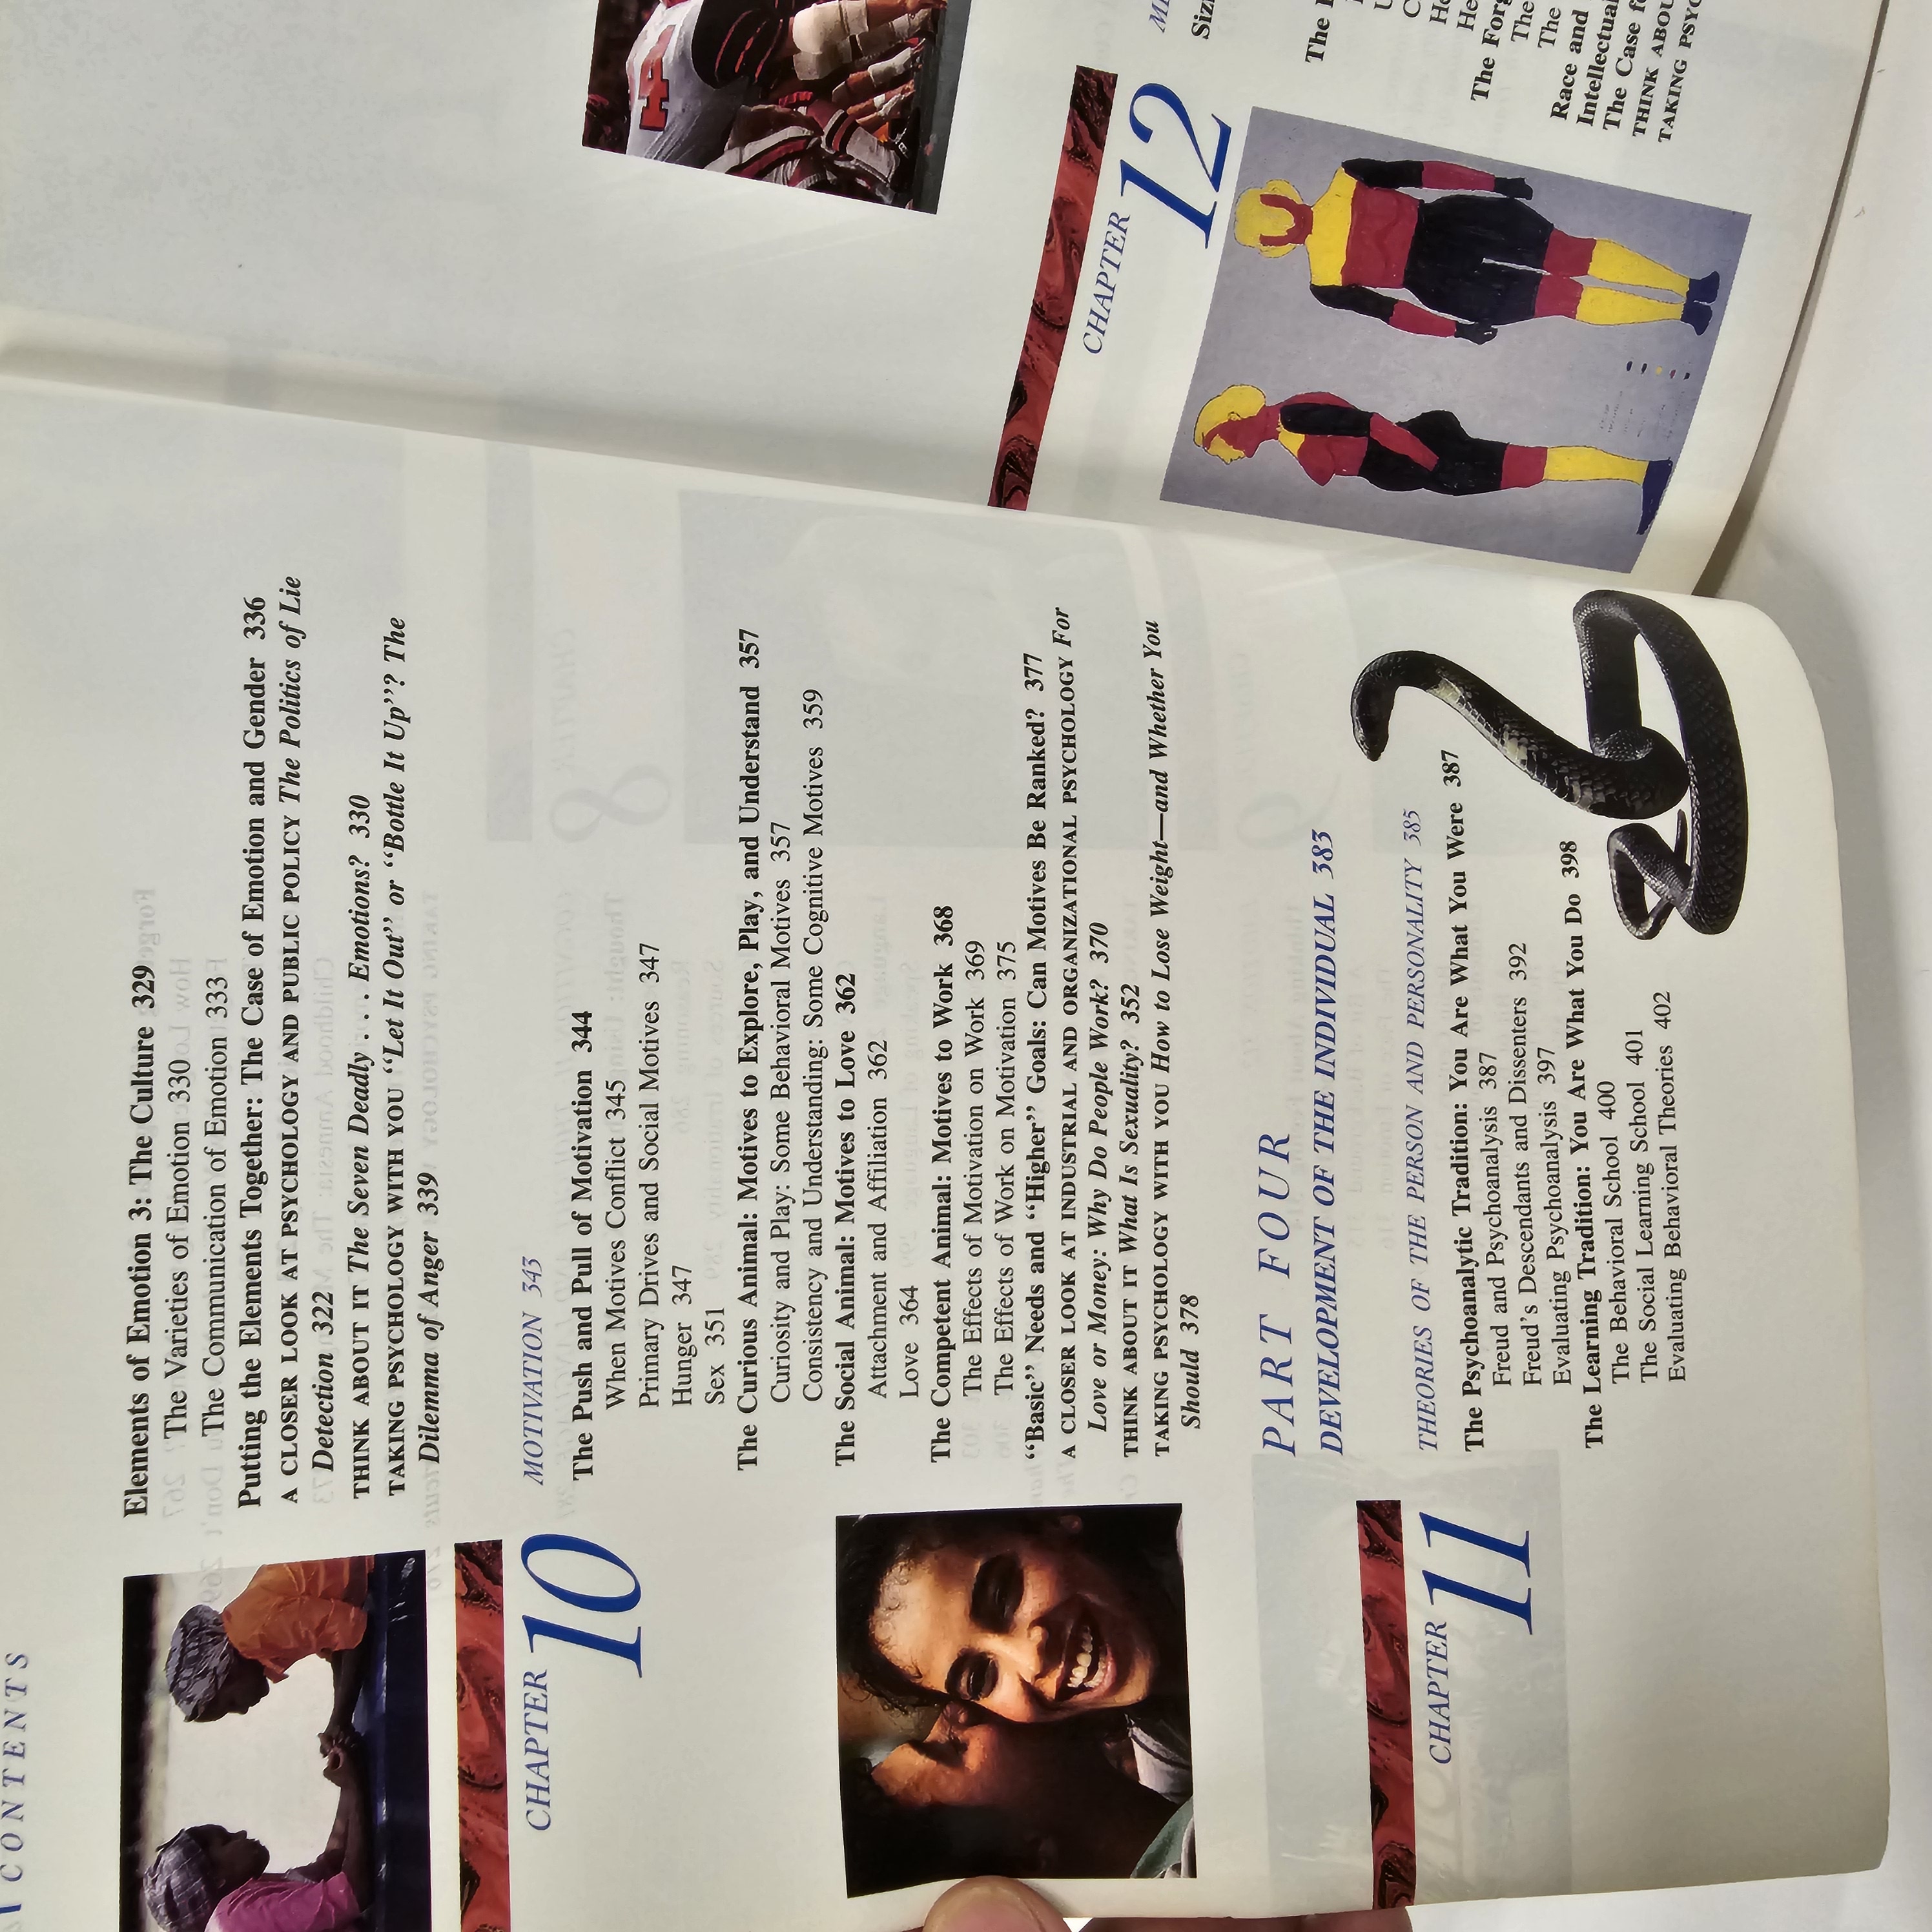 CONTENTS
Elements of Emotion 3: The Culture 329
The Varieties of Emotion 330
The Communication of Emotion 333
Putting the Elements Together: The Case of Emotion and Gender 336
A CLOSER LOOK AT PSYCHOLOGY AND PUBLIC POLICY The Politics of Lie
Detection 322
THINK ABOUT IT The Seven Deadly . . . Emotions? 330
TAKING PSYCHOLOGY WITH YOU “Let It Out” or “Bottle It Up”? The
Dilemma of Anger 339
CHAPTER 10
MOTIVATION 343
The Push and Pull of Motivation 344
When Motives Conflict 345
Primary Drives and Social Motives 347
Hunger 347
Sex 351
The Curious Animal: Motives to Explore, Play, and Understand 357
Curiosity and Play: Some Behavioral Motives 357
Consistency and Understanding: Some Cognitive Motives 359
The Social Animal: Motives to Love 362
Attachment and Affiliation 362
Love 364
The Competent Animal: Motives to Work 368
The Effects of Motivation on Work 369
The Effects of Work on Motivation 375
“Basic” Needs and “Higher” Goals: Can Motives Be Ranked? 377
A CLOSER LOOK AT INDUSTRIAL AND ORGANIZATIONAL PSYCHOLOGY For
Love or Money: Why Do People Work? 370
THINK ABOUT IT What Is Sexuality? 352
TAKING PSYCHOLOGY WITH YOU How to Lose Weight—and Whether You
Should 378
PART FOUR
DEVELOPMENT OF THE INDIVIDUAL 383
CHAPTER 11
THEORIES OF THE PERSON AND PERSONALITY 385
The Psychoanalytic Tradition: You Are What You Were 387
Freud and Psychoanalysis 387
Freud’s Descendants and Dissenters 392
Evaluating Psychoanalysis 397
The Learning Tradition: You Are What You Do 398
The Behavioral School 400
The Social Learning School 401
Evaluating Behavioral Theories 402
CHAPTER 12
The
The
The
Race and
The Case
THINK
TAKING